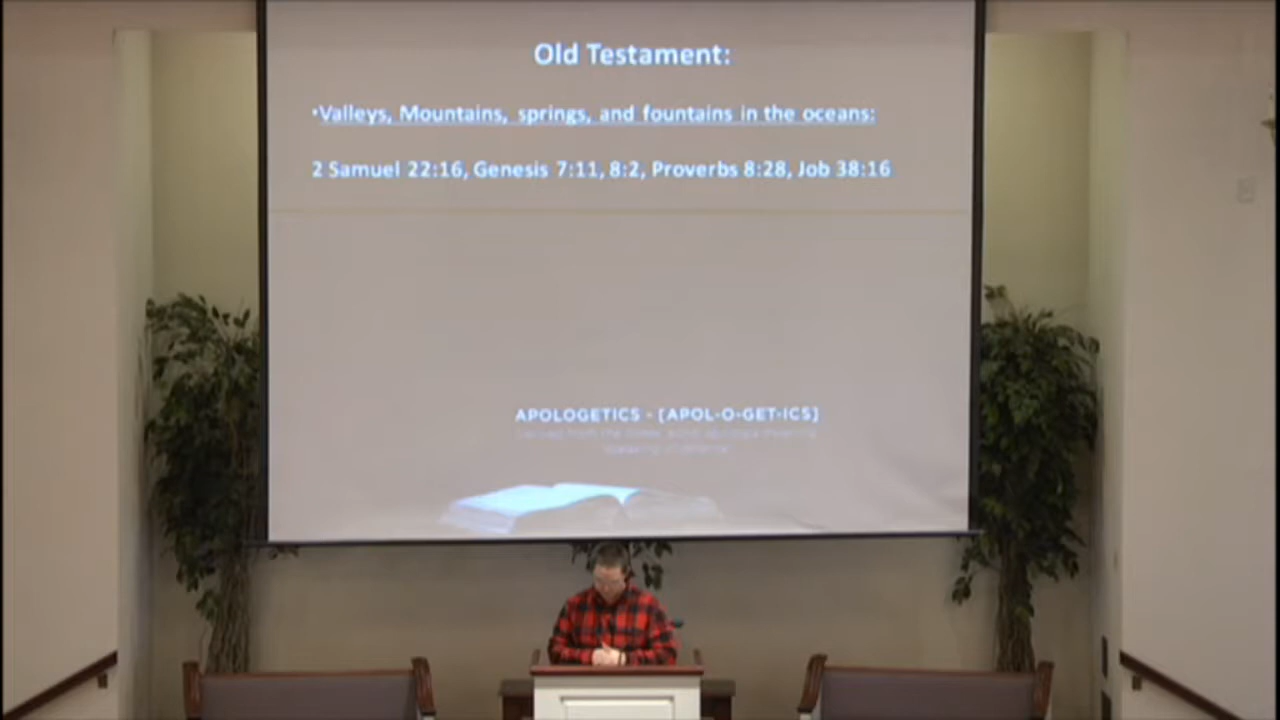 Old Testament:
•Valleys, Mountains, springs, and fountains in the oceans:
2 Samuel 22:16, Genesis 7:11, 8:2, Proverbs 8:28, Job 38:16
APOLOGETICS - [APOL-O-GET-ICS]